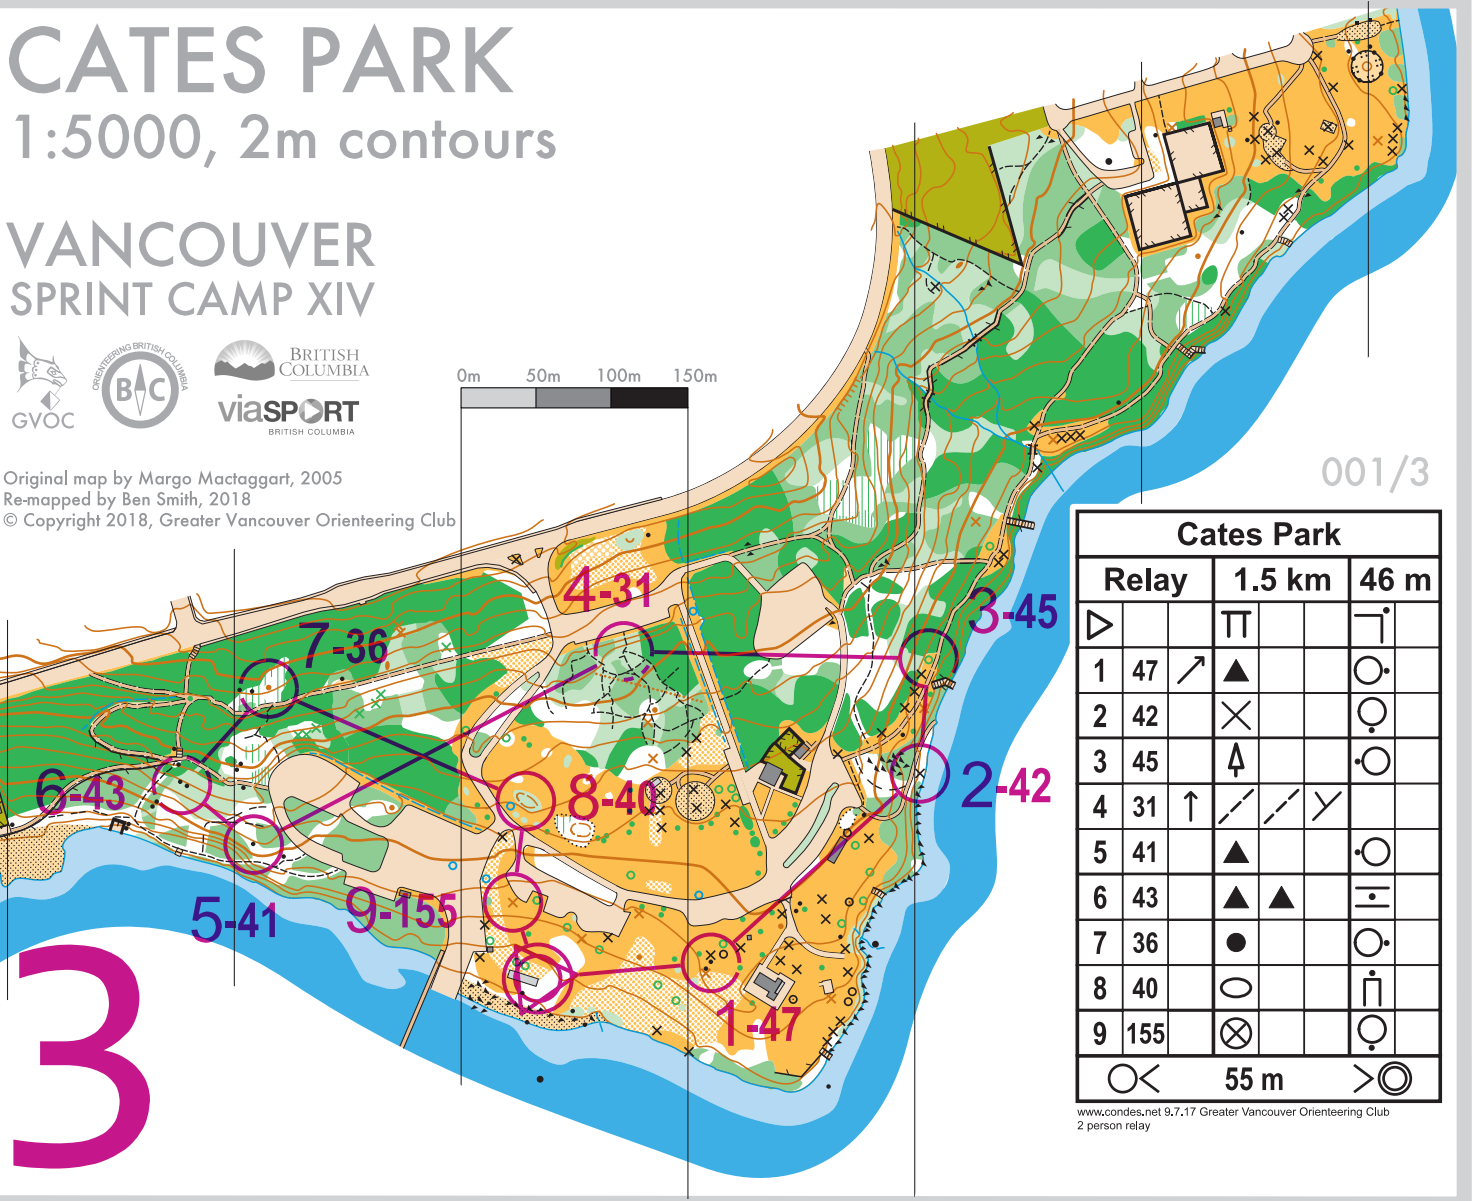 CATES PARK
1:5000, 2m contours
VANCOUVER
SPRINT CAMP XIV
GVOC
ORIENTEERING BRITISH COLUMBIA
B C
BRITISH
COLUMBIA
viaSPORT
BRITISH COLUMBIA
0m 50m 100m 150m
Original map by Margo Mactaggart, 2005
Re-mapped by Ben Smith, 2018
© Copyright 2018, Greater Vancouver Orienteering Club
001/3
4-31
3-45
7-36
6-43
8-40
2-42
5-41
9-155
1-47
3
Cates Park
Relay 1.5 km 46 m
1 47
2 42
3 45
4 31
5 41
6 43
7 36
8 40
9 155
55 m
www.condes.net 9.7.17 Greater Vancouver Orienteering Club
2 person relay